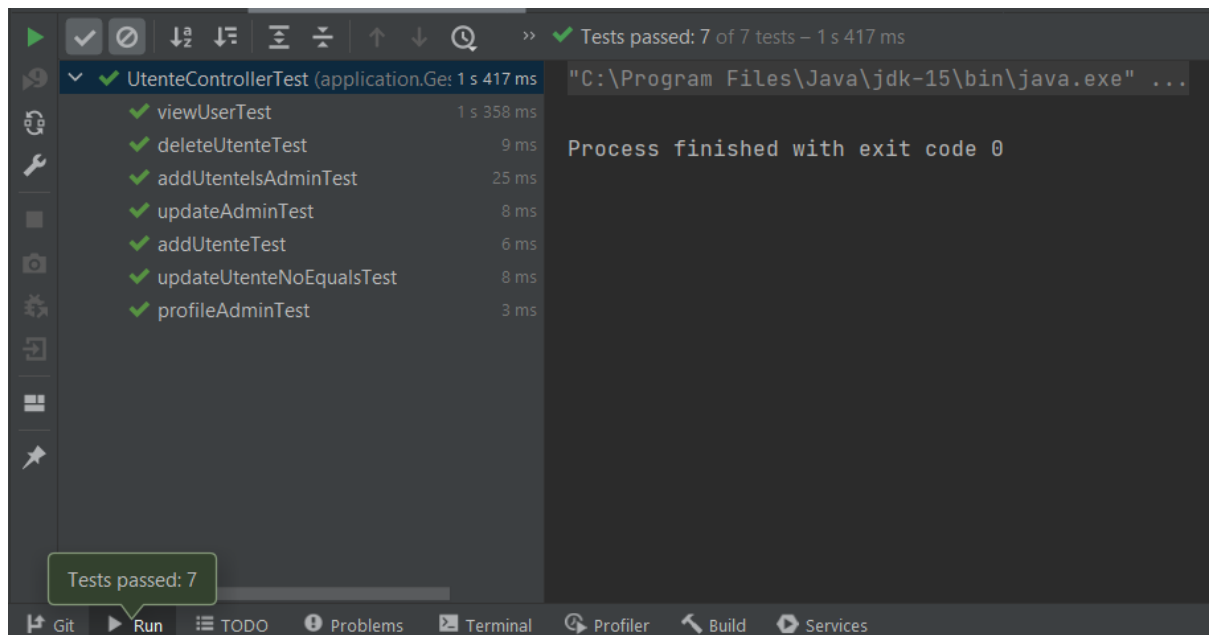 Tests passed: 7 of 7 tests – 1 s 417 ms
UtenteControllerTest (application.Ges 1 s 417 ms
viewUserTest 1 s 358 ms
deleteUtenteTest 9 ms
addUtenteIsAdminTest 25 ms
updateAdminTest 8 ms
addUtenteTest 6 ms
updateUtenteNoEqualsTest 8 ms
profileAdminTest 3 ms
"C:\Program Files\Java\jdk-15\bin\java.exe" ...
Process finished with exit code 0
Tests passed: 7
Git Run TODO Problems Terminal Profiler Build Services